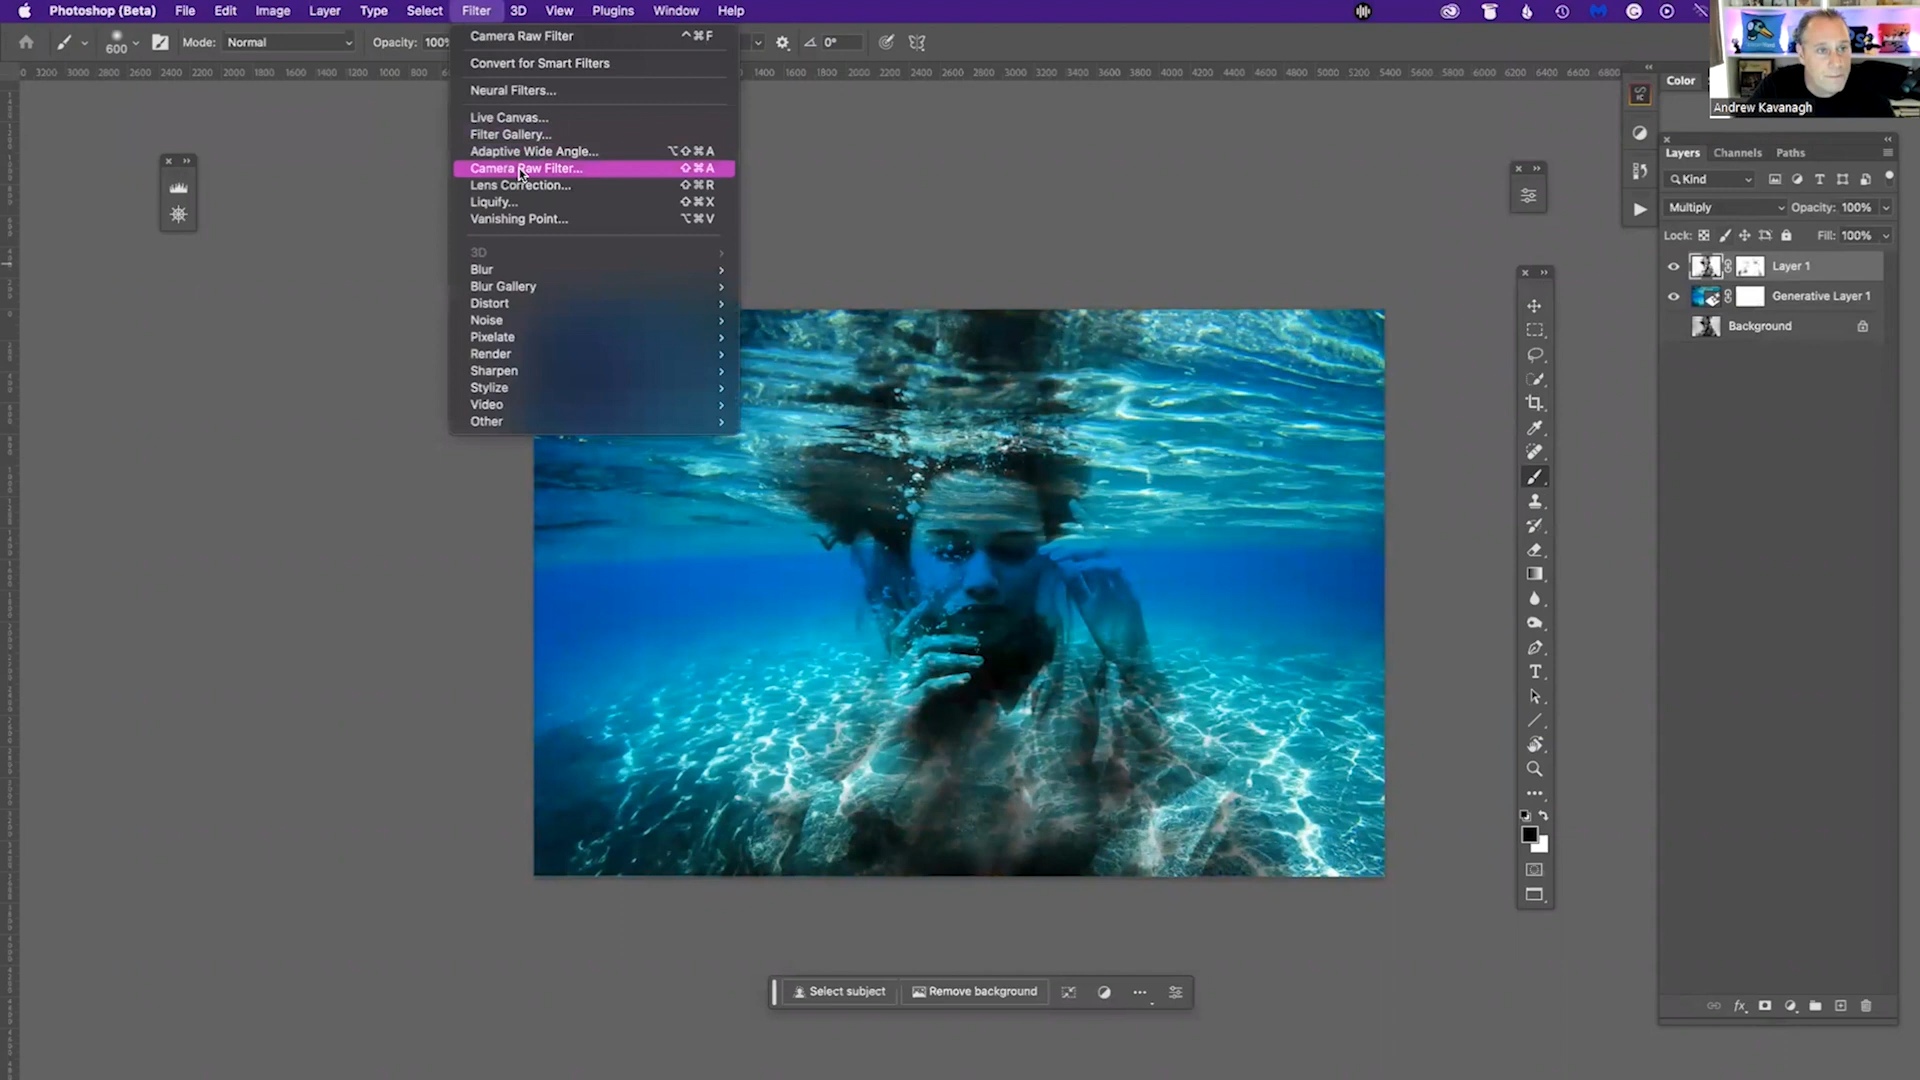 Photoshop (Beta) File Edit Image Layer Type Select Filter 3D View Plugins Window Help
600 Mode: Normal Opacity: 100% 0°
Camera Raw Filter ^⌘F
Convert for Smart Filters
Neural Filters...
Live Canvas...
Filter Gallery...
Adaptive Wide Angle... ⌥⇧⌘A
Camera Raw Filter... ⇧⌘A
Lens Correction... ⇧⌘R
Liquify... ⇧⌘X
Vanishing Point... ⌥⌘V
3D
Blur
Blur Gallery
Distort
Noise
Pixelate
Render
Sharpen
Stylize
Video
Other
3200 3000 2800 2600 2400 2200 2000 1800 1600 1400 1200 1000 800 600 400 200 0 200 400
1400 1600 1800 2000 2200 2400 2600 2800 3000 3200 3400 3600 3800 4000 4200 4400 4600 4800 5000 5200 5400 5600 5800 6000 6200 6400 6600 6800
Andrew Kavanagh
Color
Layers Channels Paths
Kind
Multiply Opacity: 100%
Lock: Fill: 100%
Layer 1
Generative Layer 1
Background
Select subject Remove background